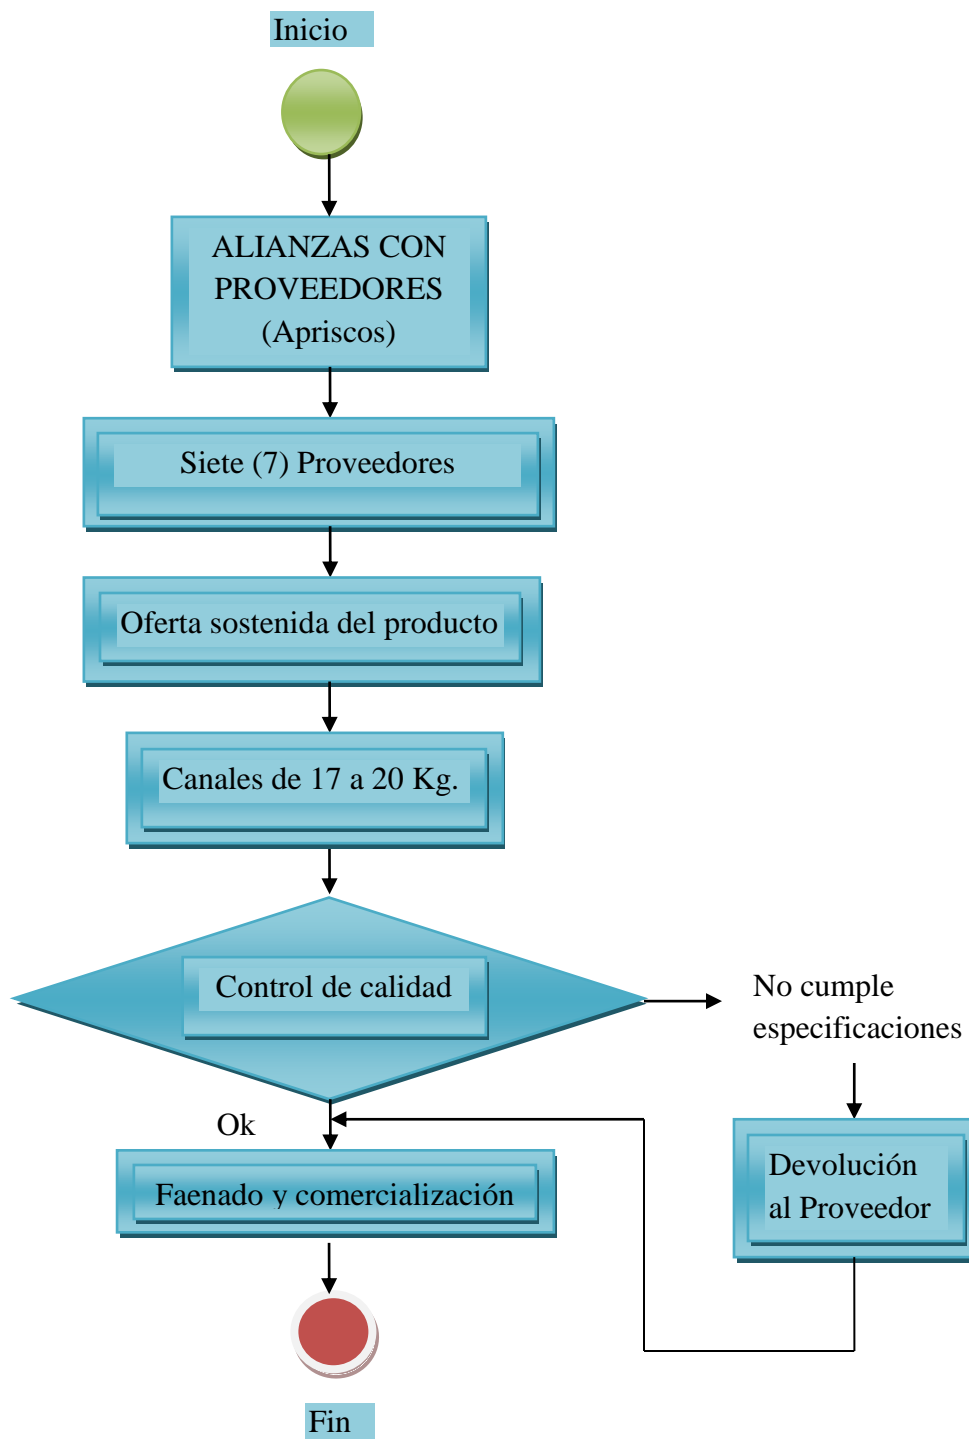 Inicio
ALIANZAS CON
PROVEEDORES
(Apriscos)
Siete (7) Proveedores
Oferta sostenida del producto
Canales de 17 a 20 Kg.
Control de calidad
No cumple
especificaciones
Ok
Devolución
al Proveedor
Faenado y comercialización
Fin